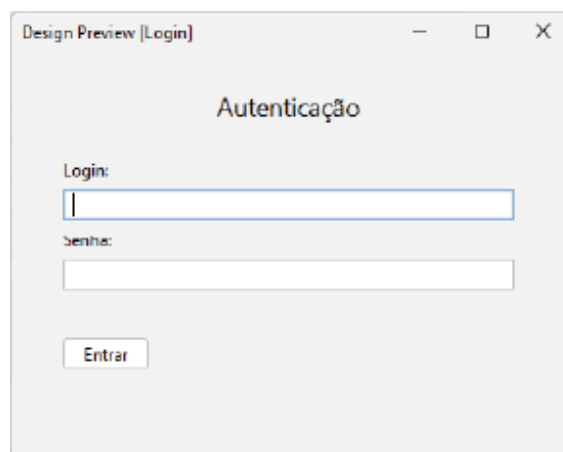 Design Preview [Login]
Autenticação
Login:
Senha:
Entrar